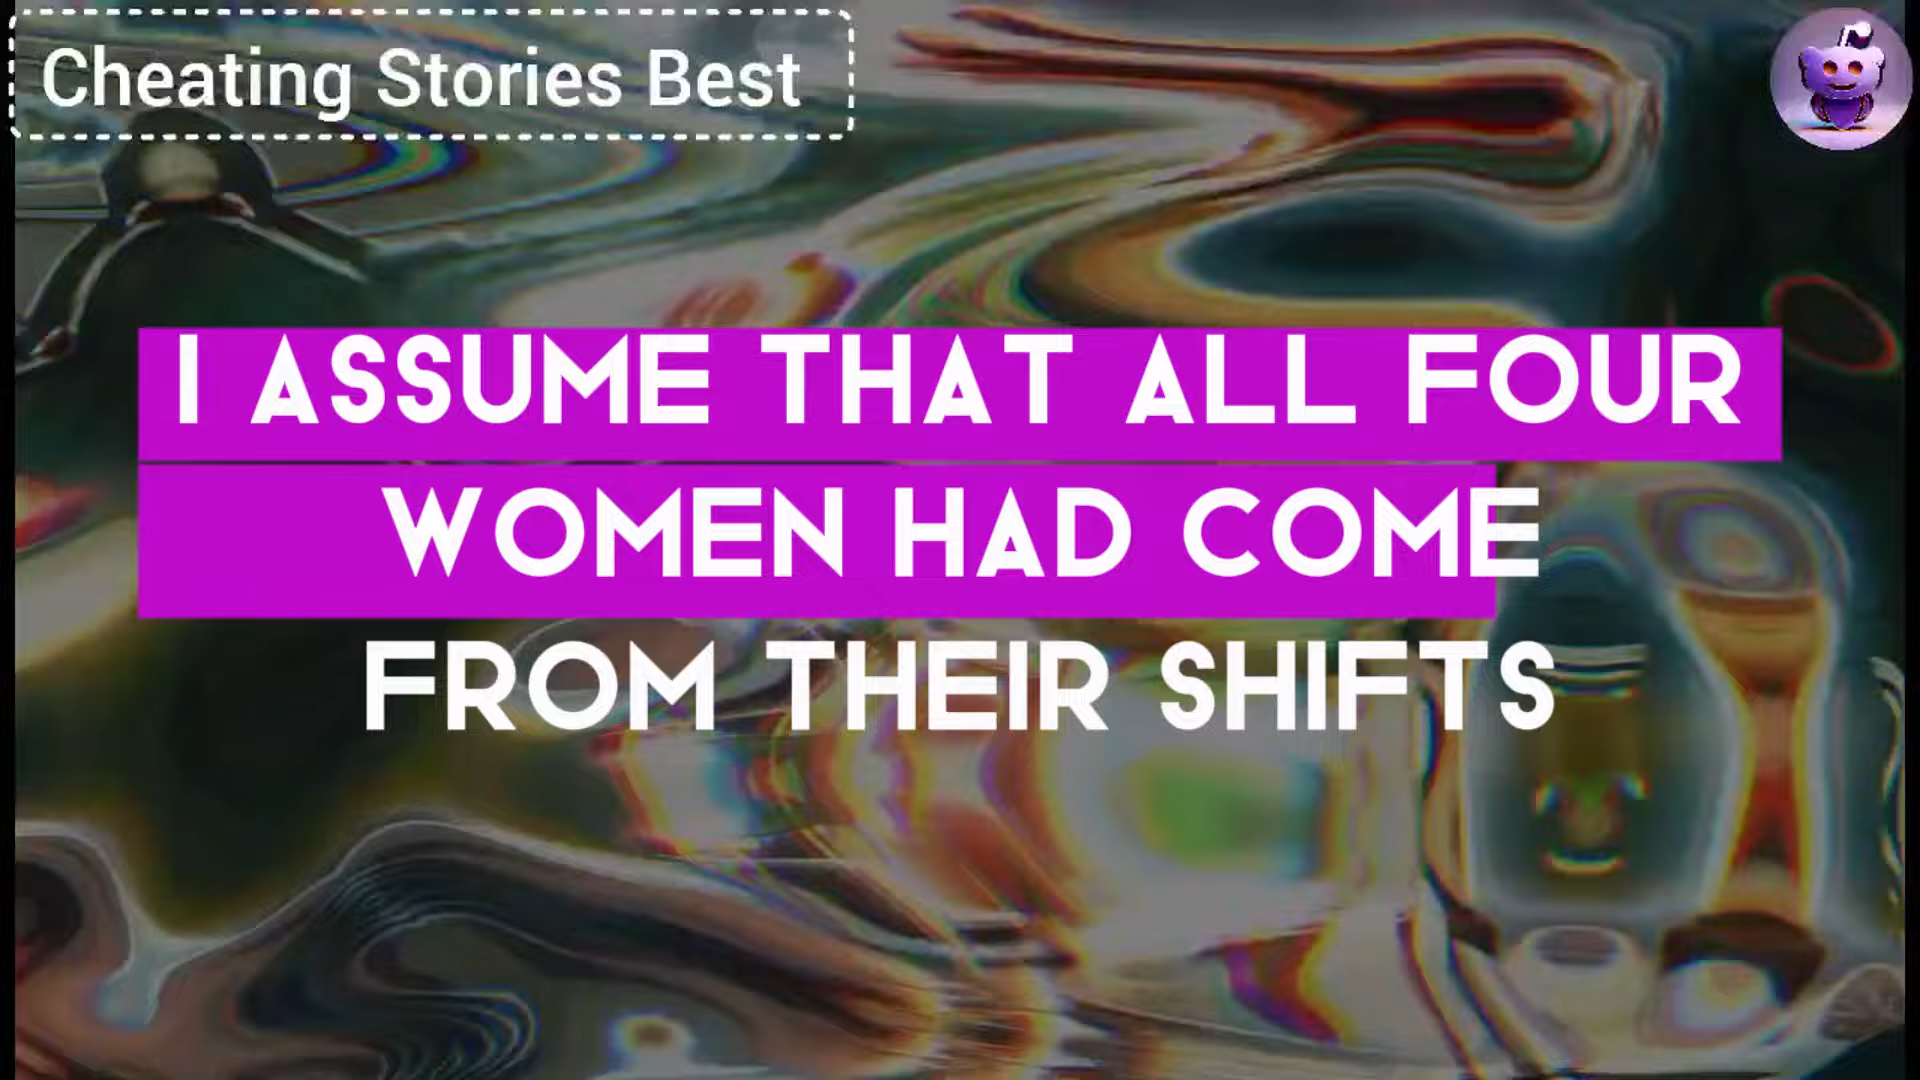 Cheating Stories Best
I ASSUME THAT ALL FOUR
WOMEN HAD COME
FROM THEIR SHIFTS